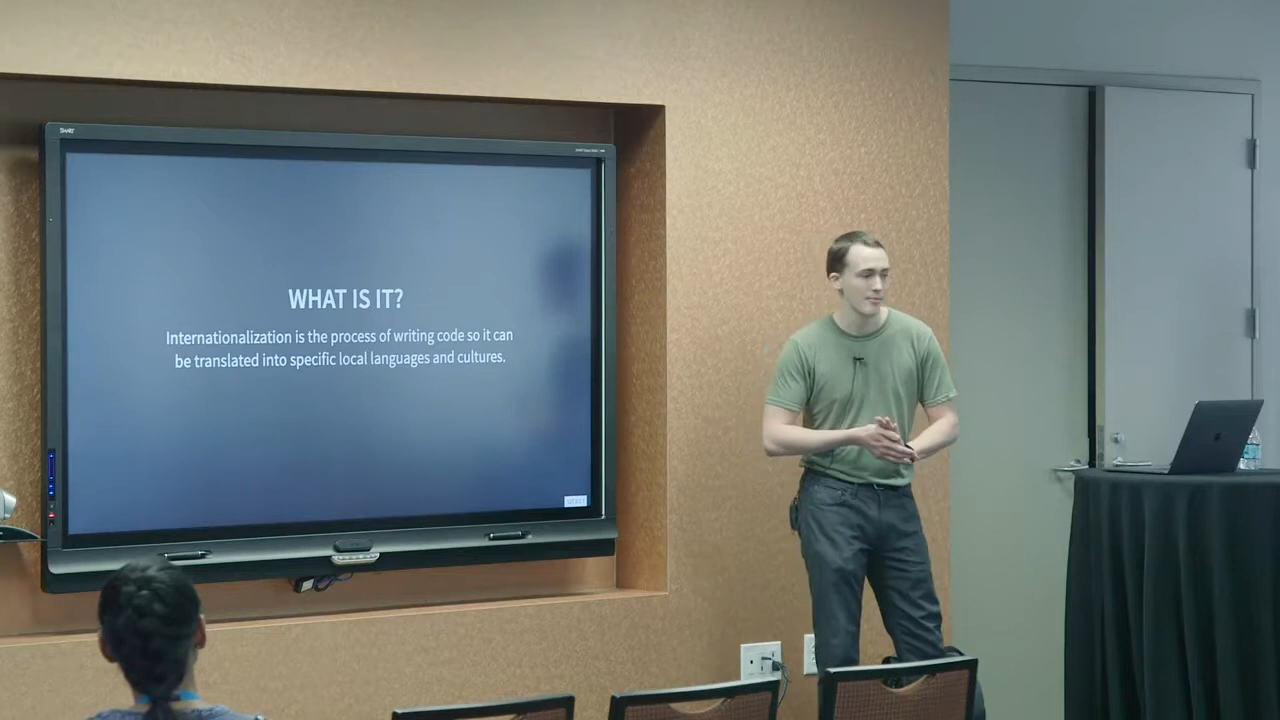 SMART
WHAT IS IT?
Internationalization is the process of writing code so it can
be translated into specific local languages and cultures.